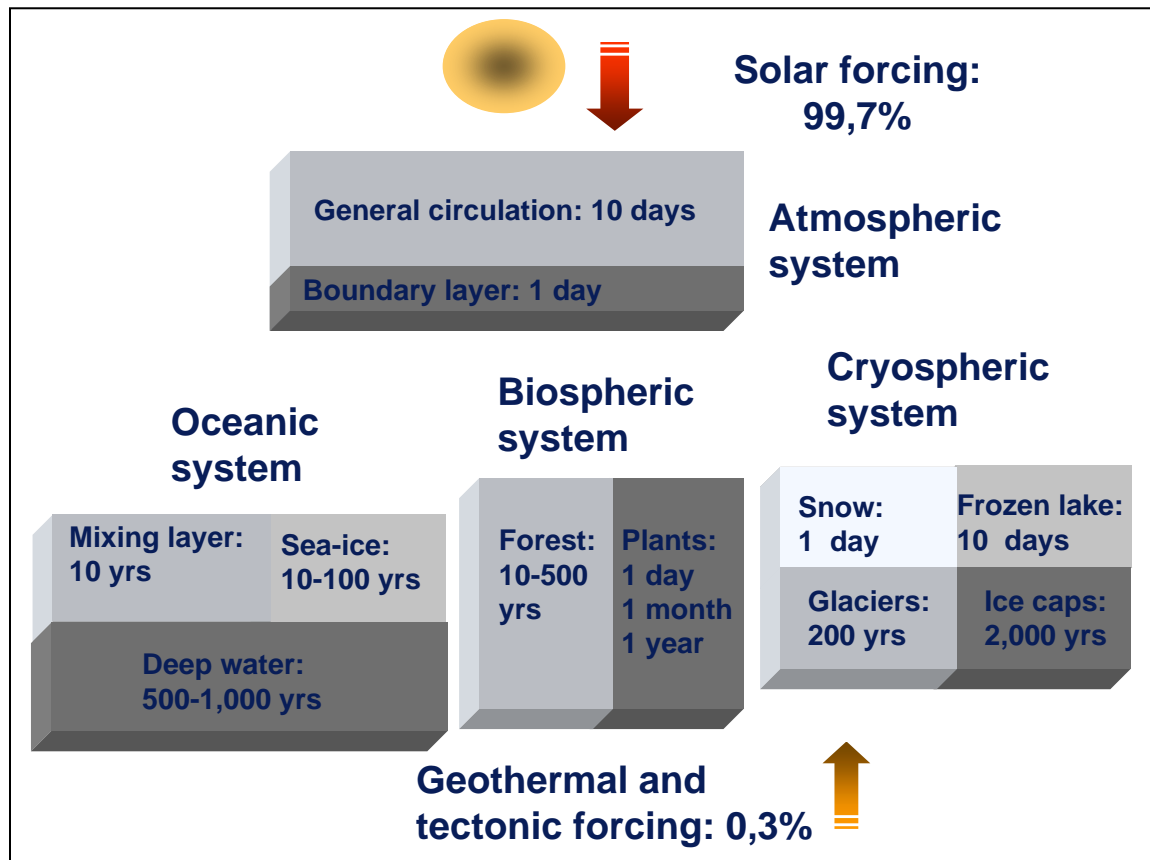 Solar forcing:
99,7%
General circulation: 10 days
Boundary layer: 1 day
Atmospheric
system
Oceanic
system
Mixing layer:
10 yrs
Sea-ice:
10-100 yrs
Deep water:
500-1,000 yrs
Biospheric
system
Forest:
10-500
yrs
Plants:
1 day
1 month
1 year
Cryospheric
system
Snow:
1 day
Frozen lake:
10 days
Glaciers:
200 yrs
Ice caps:
2,000 yrs
Geothermal and
tectonic forcing: 0,3%